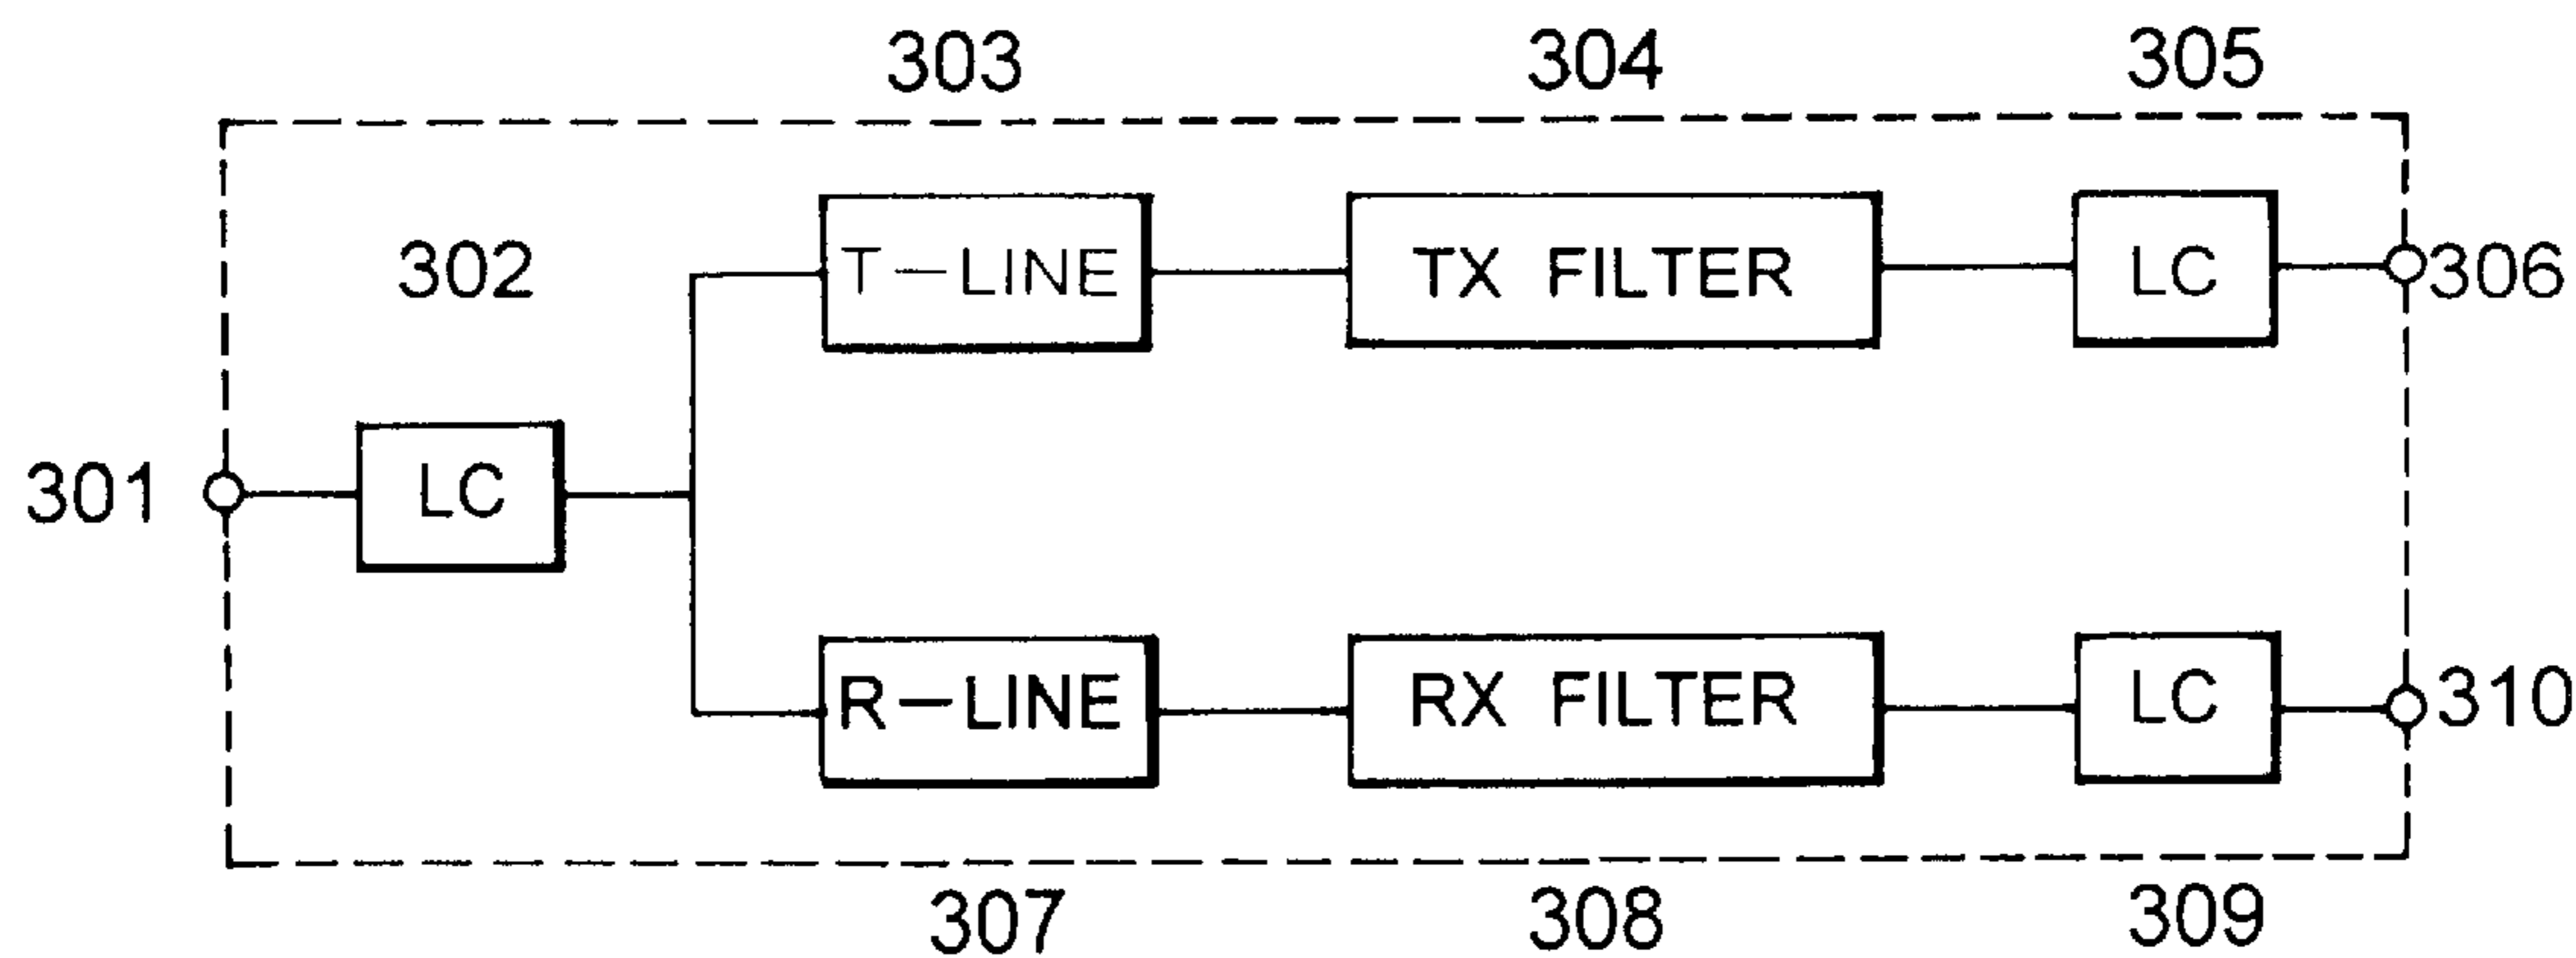 303 304 305
302
T-LINE TX FILTER LC 306
301 LC
R-LINE RX FILTER LC 310
307 308 309